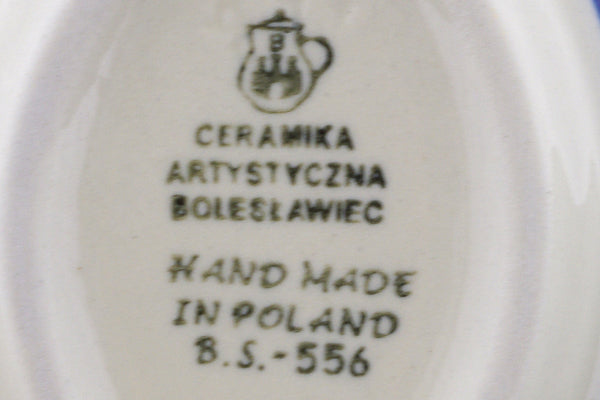 B
CERAMIKA
ARTYSTYCZNA
BOLESŁAWIEC
HAND MADE
IN POLAND
B.S.-556